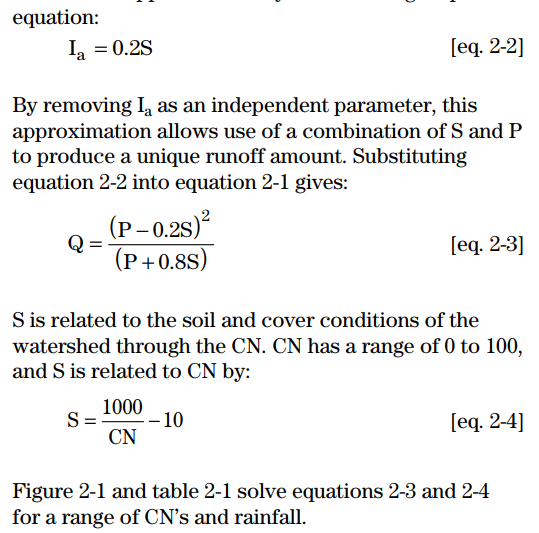 equation:
Iₐ = 0.2S [eq. 2-2]
By removing Iₐ as an independent parameter, this
approximation allows use of a combination of S and P
to produce a unique runoff amount. Substituting
equation 2-2 into equation 2-1 gives:
Q = (P – 0.2S)² / (P + 0.8S) [eq. 2-3]
S is related to the soil and cover conditions of the
watershed through the CN. CN has a range of 0 to 100,
and S is related to CN by:
S = 1000 / CN – 10 [eq. 2-4]
Figure 2-1 and table 2-1 solve equations 2-3 and 2-4
for a range of CN's and rainfall.